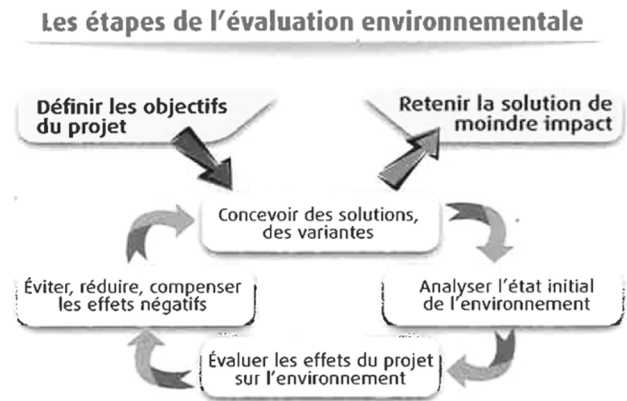 Les étapes de l'évaluation environnementale
Définir les objectifs
du projet
Retenir la solution de
moindre impact
Concevoir des solutions,
des variantes
Éviter, réduire, compenser
les effets négatifs
Analyser l'état initial
de l'environnement
Évaluer les effets du projet
sur l'environnement